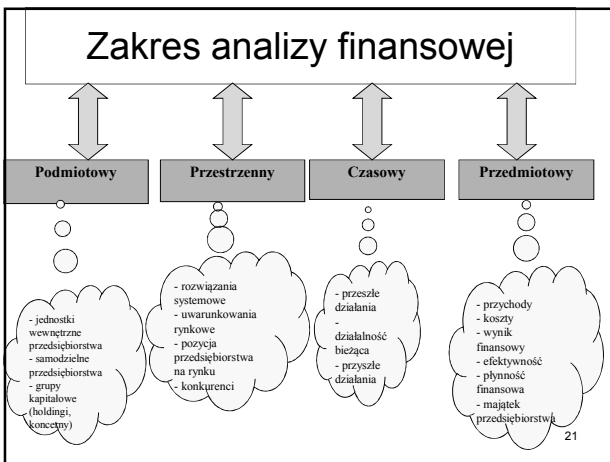 Zakres analizy finansowej
Podmiotowy
Przestrzenny
Czasowy
Przedmiotowy
- jednostki
wewnętrzne
przedsiębiorstwa
- samodzielne
przedsiębiorstwa
- grupy
kapitałowe
(holdingi,
koncerny)
- rozwiązania
systemowe
- uwarunkowania
rynkowe
- pozycja
przedsiębiorstwa
na rynku
- konkurenci
- przeszłe
działania
-
działalność
bieżąca
- przyszłe
działania
- przychody
- koszty
- wynik
finansowy
- efektywność
- płynność
finansowa
- majątek
przedsiębiorstwa
21